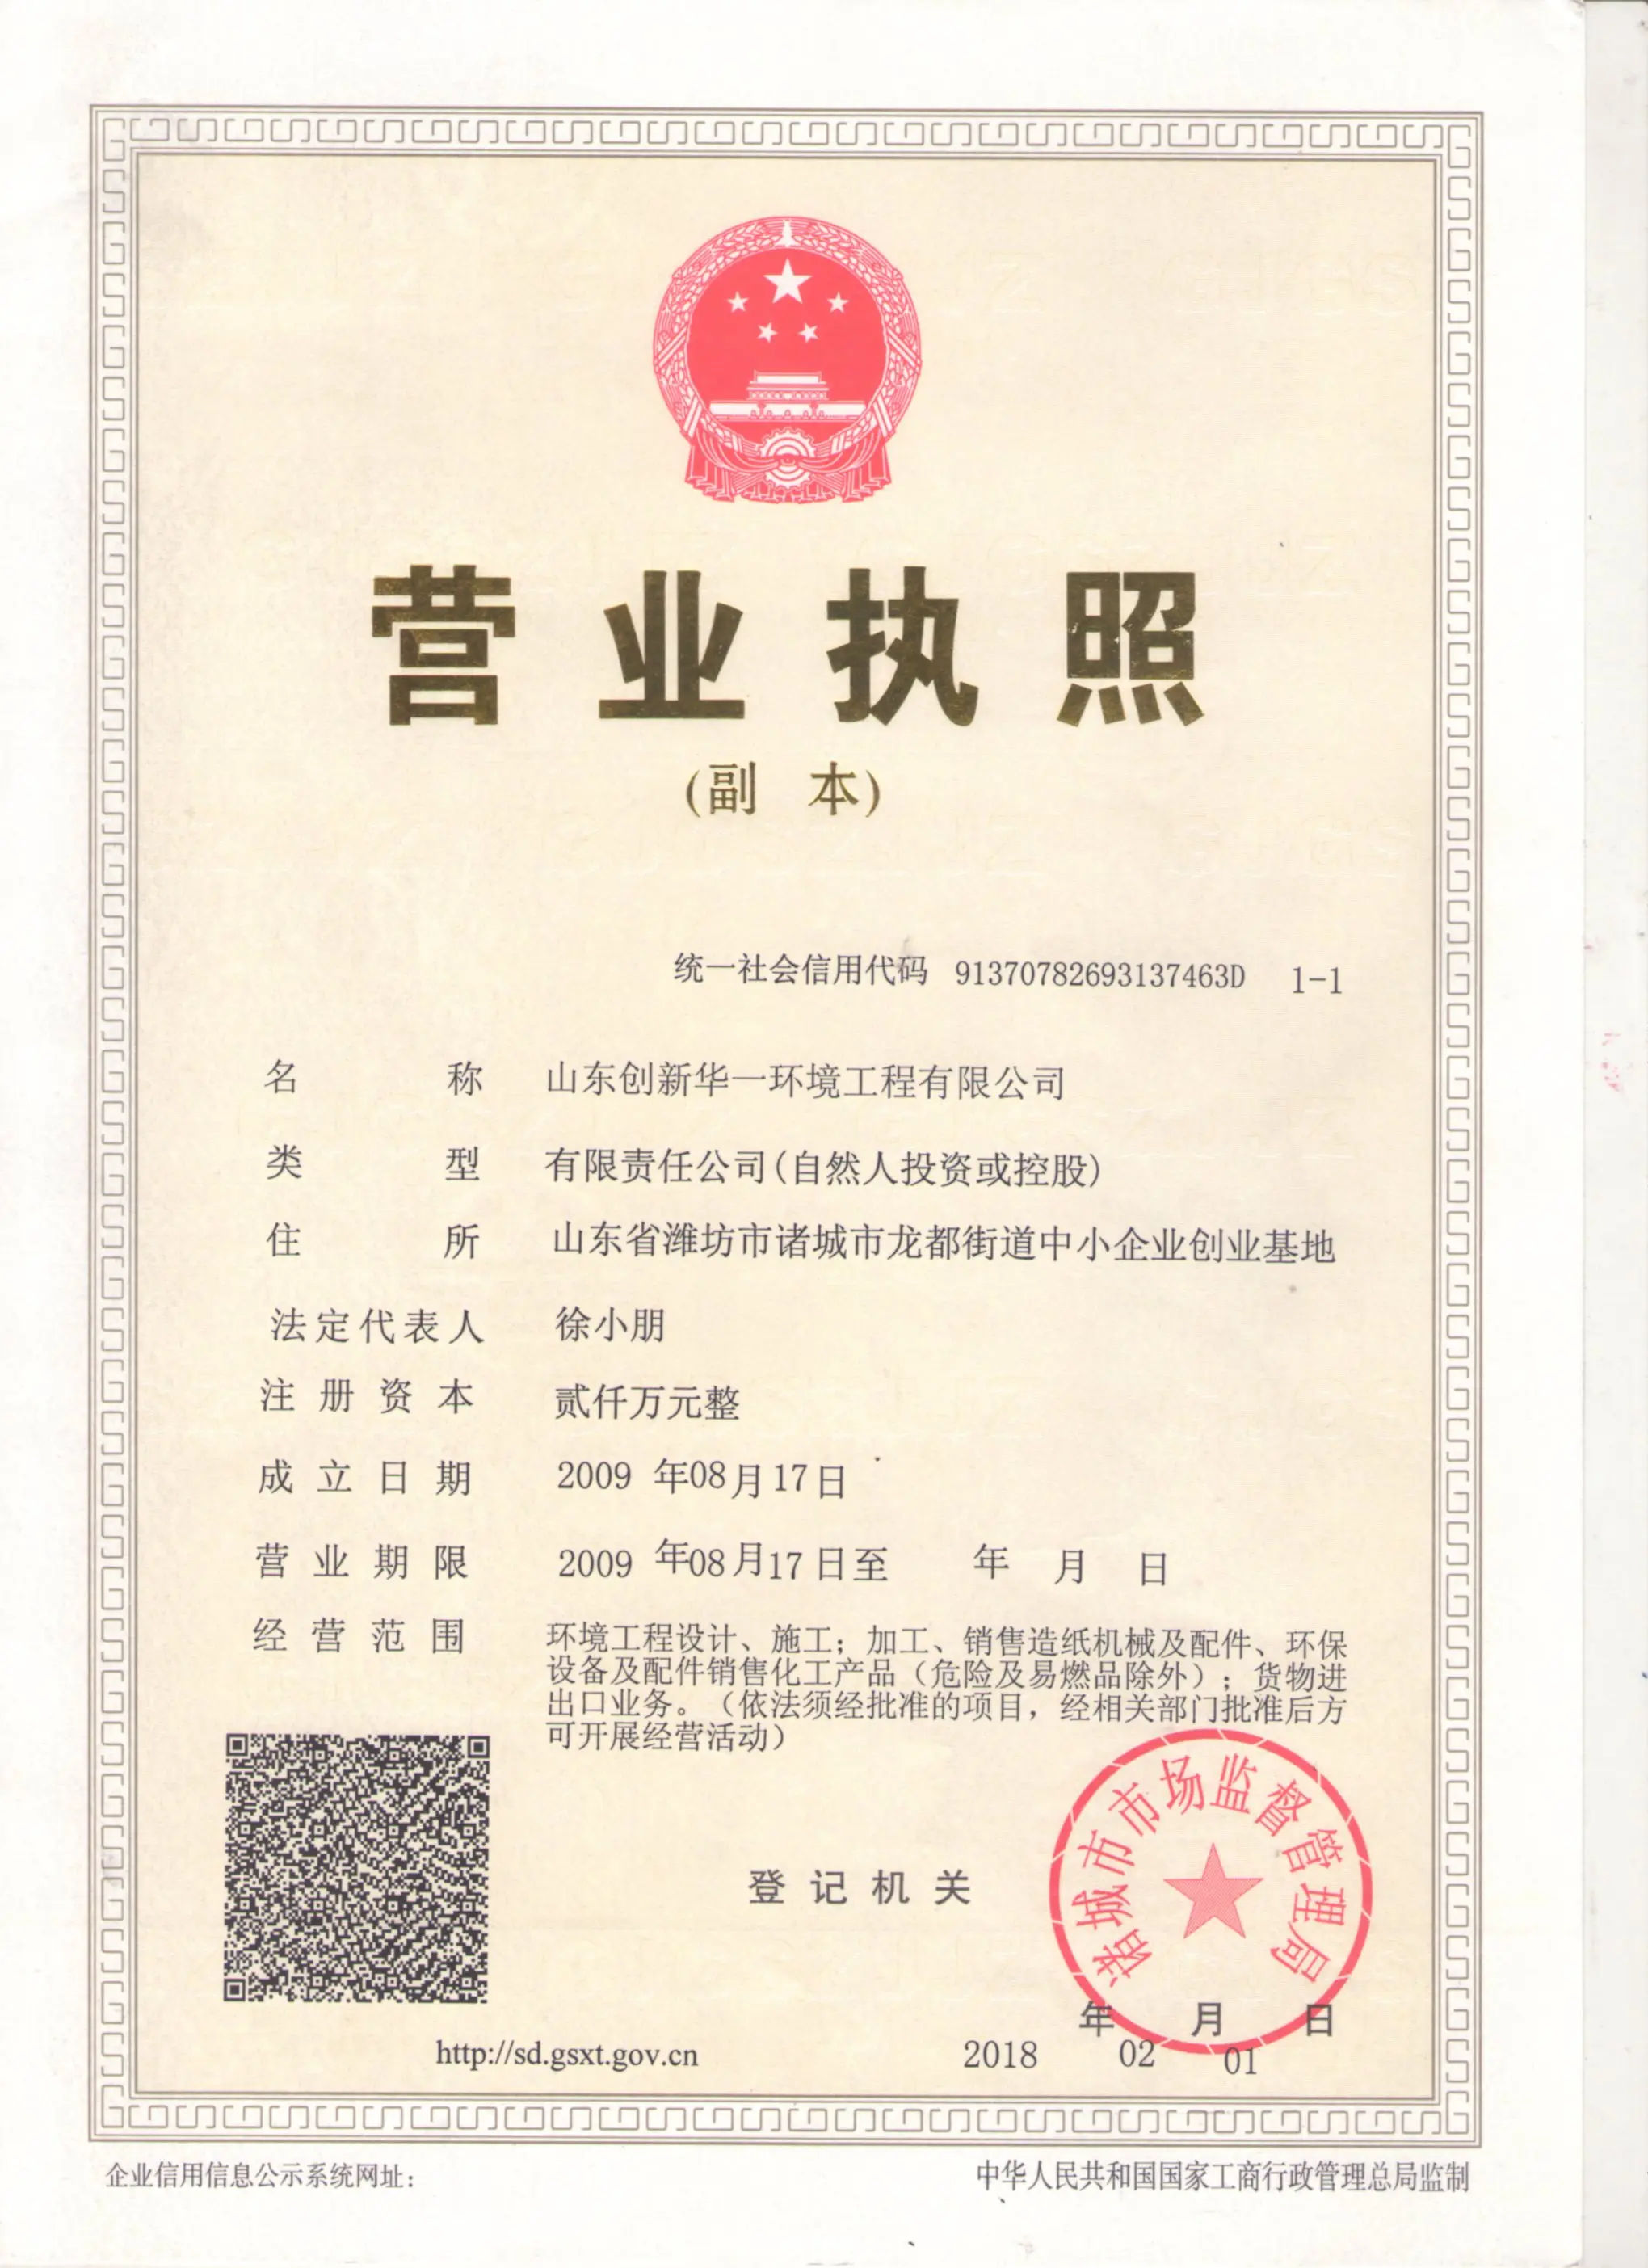 营业执照
(副 本)
统一社会信用代码 91370782693137463D 1-1
名称 山东创新华一环境工程有限公司
类型 有限责任公司(自然人投资或控股)
住所 山东省潍坊市诸城市龙都街道中小企业创业基地
法定代表人 徐小朋
注册资本 贰仟万元整
成立日期 2009 年08月17日
营业期限 2009 年08月17日至 年 月 日
经营范围 环境工程设计、施工；加工、销售造纸机械及配件、环保
设备及配件销售化工产品（危险及易燃品除外）；货物进
出口业务。（依法须经批准的项目，经相关部门批准后方
可开展经营活动）
诸城市市场监督管理局
登记机关
年 月 日
http://sd.gsxt.gov.cn 2018 02 01
企业信用信息公示系统网址： 中华人民共和国国家工商行政管理总局监制